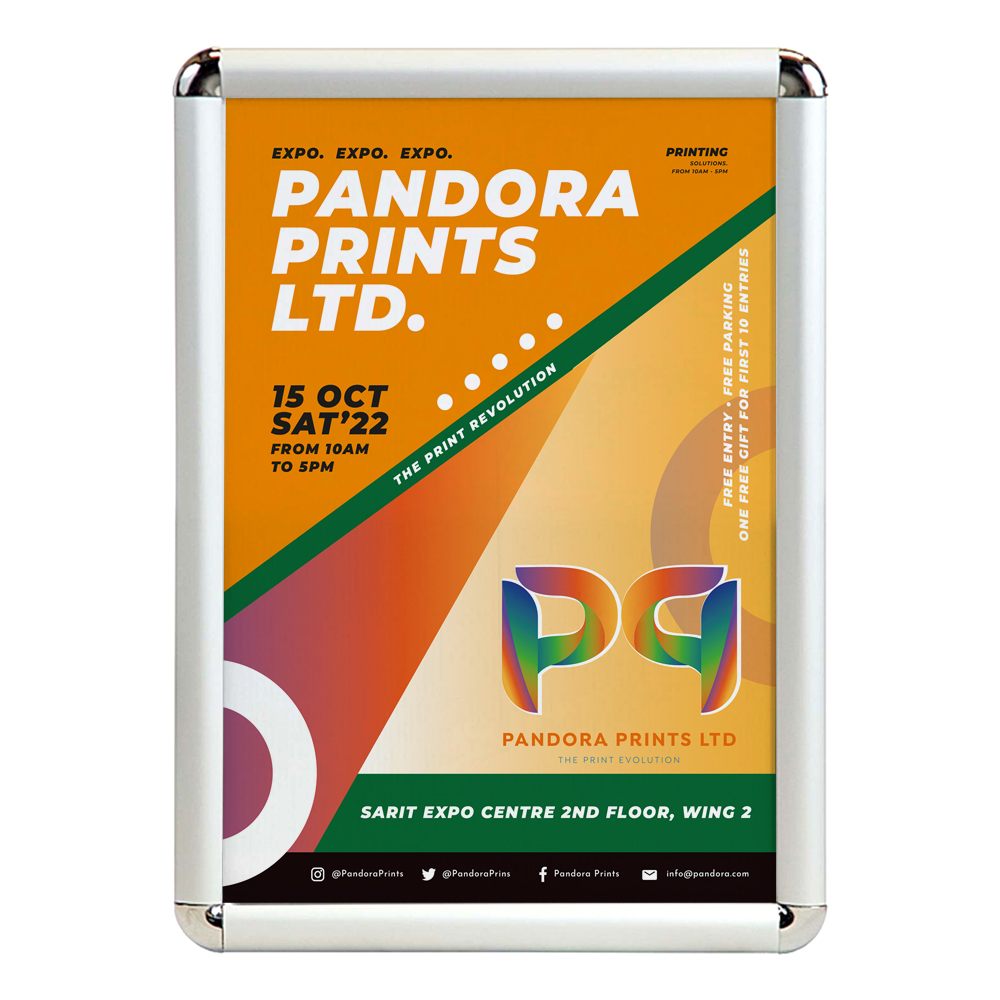 EXPO. EXPO. EXPO.
PRINTING
SOLUTIONS.
FROM 10AM - 5PM
PANDORA
PRINTS
LTD.
15 OCT
SAT’22
FROM 10AM
TO 5PM
THE PRINT REVOLUTION
FREE ENTRY • FREE PARKING
ONE FREE GIFT FOR FIRST 10 ENTRIES
PANDORA PRINTS LTD
THE PRINT EVOLUTION
SARIT EXPO CENTRE 2ND FLOOR, WING 2
@PandoraPrints @PandoraPrins Pandora Prints info@pandora.com